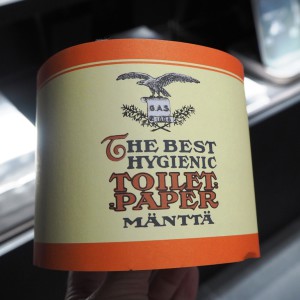 G.A.S.
THE BEST
HYGIENIC
TOILET
PAPER
MÄNTTÄ